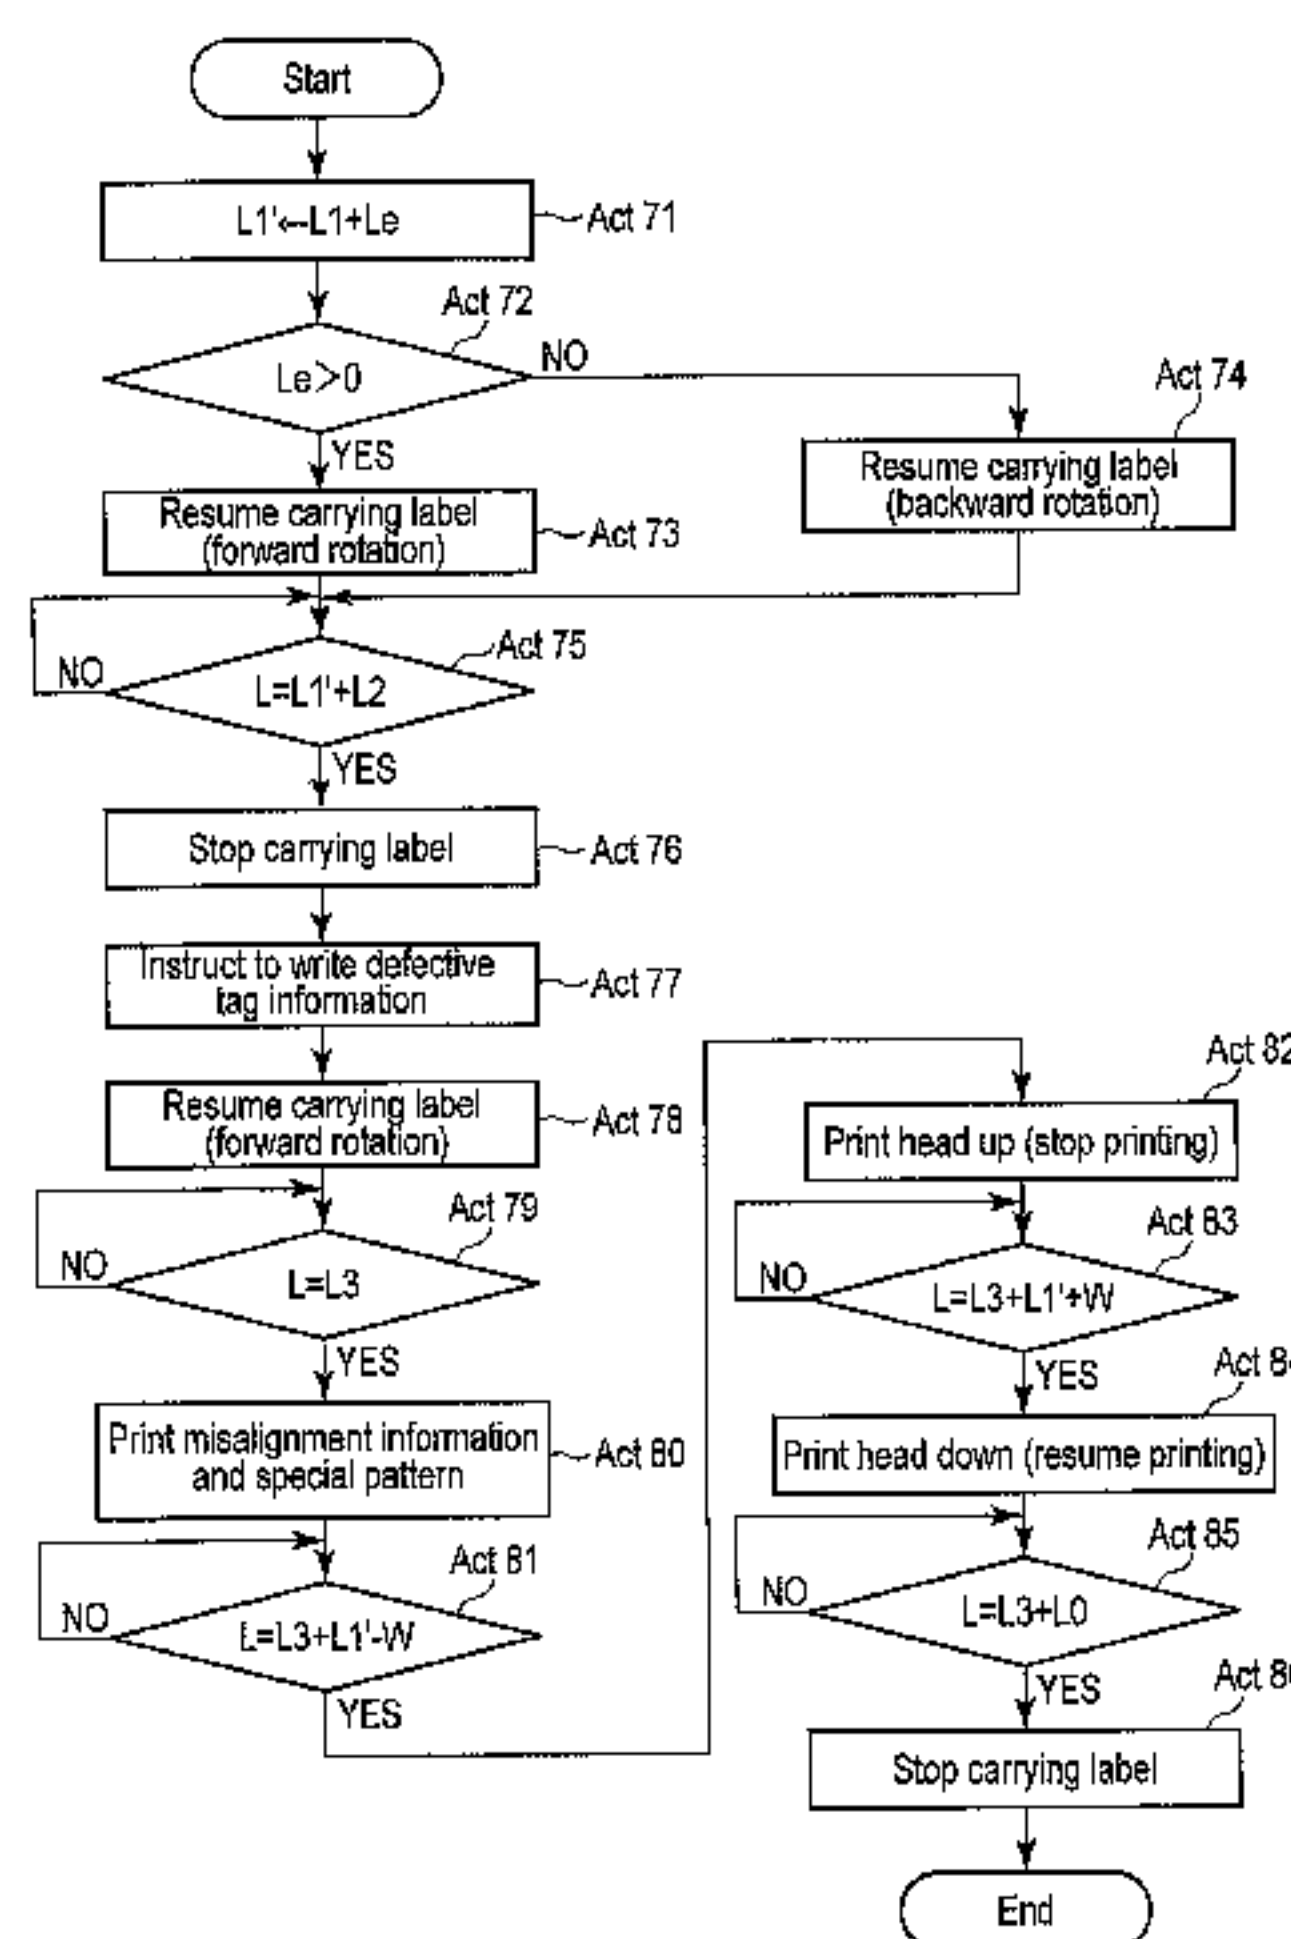 Start
L1'←L1+Le
Act 71
Act 72
Le>0
NO
YES
Act 74
Resume carrying label
(backward rotation)
Resume carrying label
(forward rotation)
Act 73
Act 75
NO
L=L1'+L2
YES
Stop carrying label
Act 76
Instruct to write defective
tag information
Act 77
Resume carrying label
(forward rotation)
Act 78
Act 79
NO
L=L3
YES
Print misalignment information
and special pattern
Act 80
Act 81
NO
L=L3+L1'-W
YES
Act 82
Print head up (stop printing)
Act 83
NO
L=L3+L1'+W
YES
Act
Print head down (resume printing)
Act 85
NO
L=L3+L0
YES
Act
Stop carrying label
End